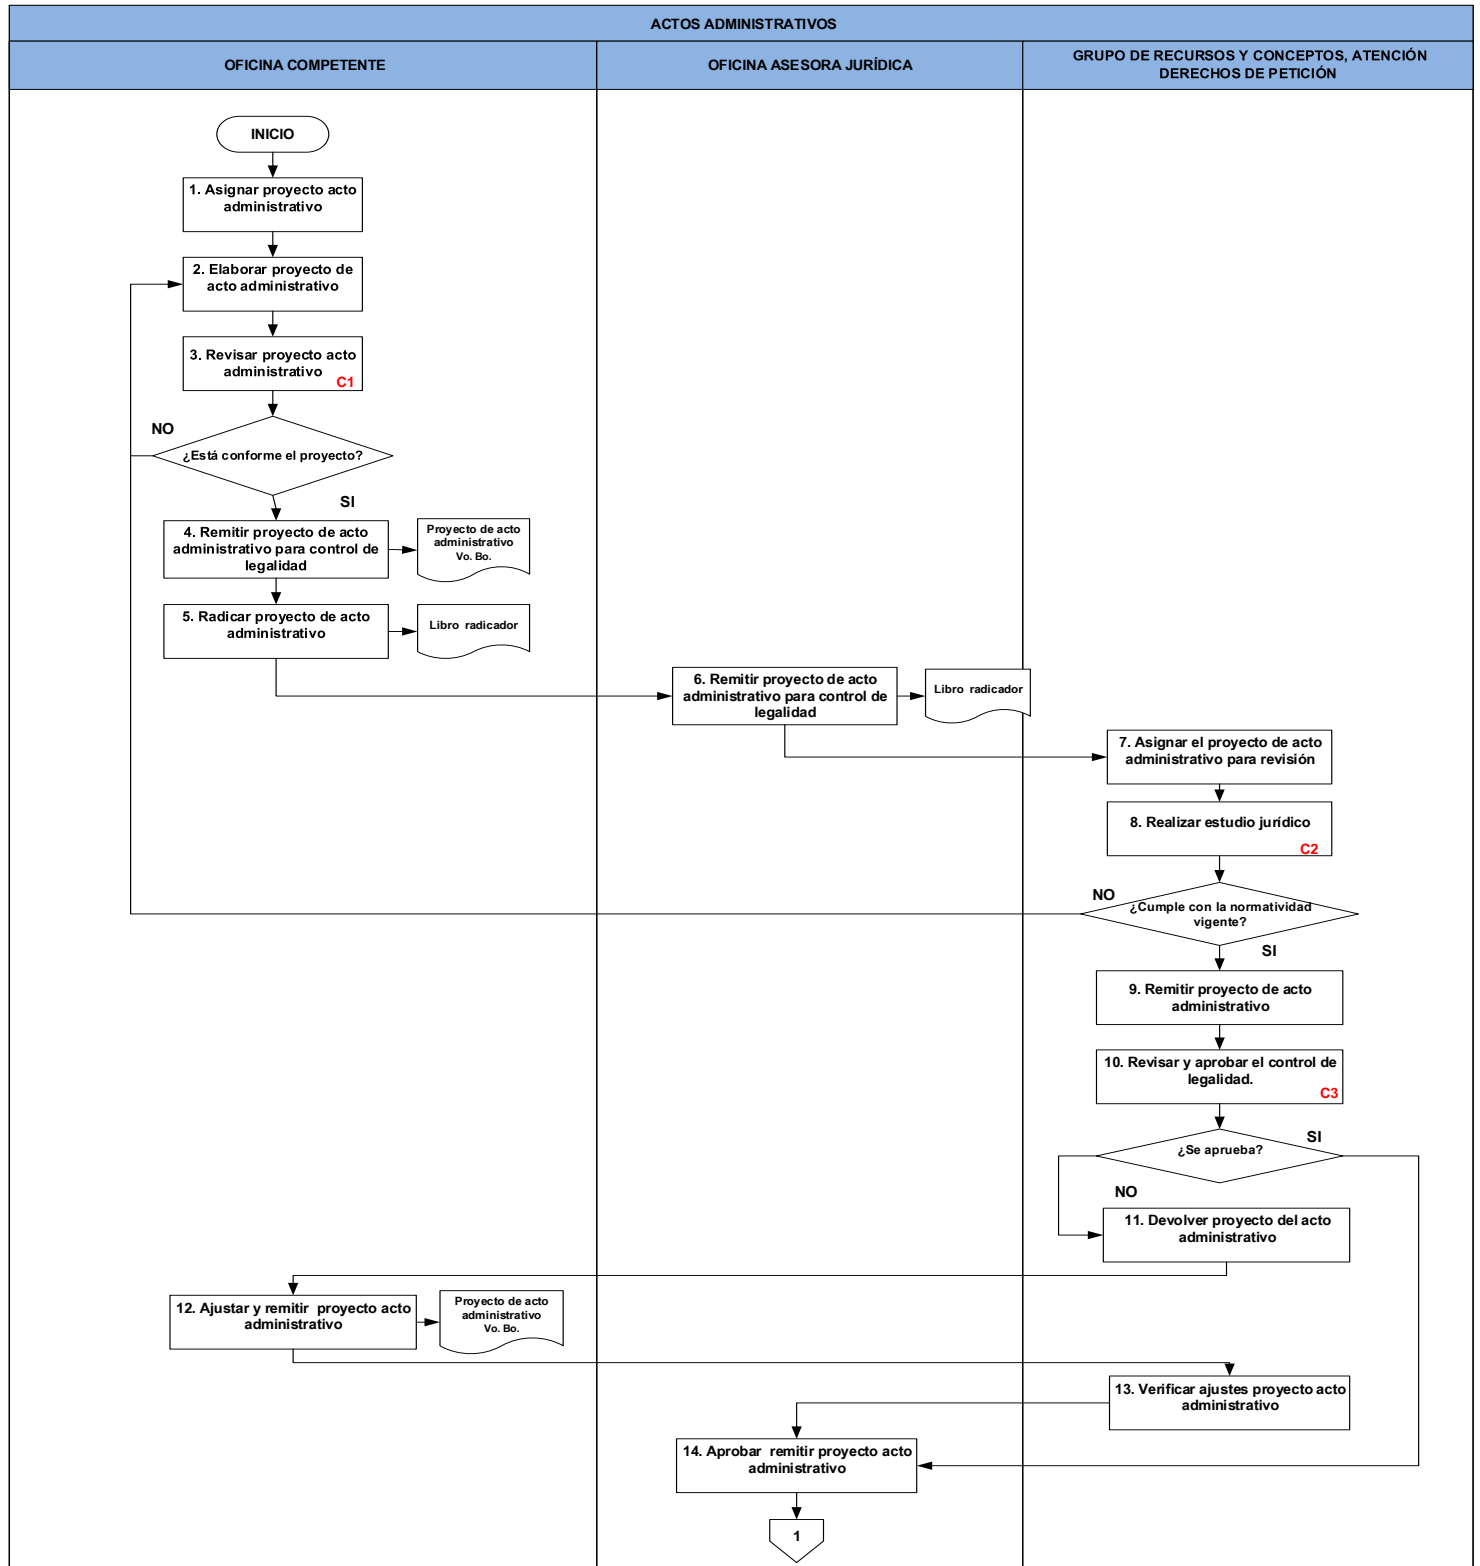 ACTOS ADMINISTRATIVOS
OFICINA COMPETENTE
OFICINA ASESORA JURÍDICA
GRUPO DE RECURSOS Y CONCEPTOS, ATENCIÓN
DERECHOS DE PETICIÓN
INICIO
1. Asignar proyecto acto
administrativo
2. Elaborar proyecto de
acto administrativo
3. Revisar proyecto acto
administrativo
C1
NO
¿Está conforme el proyecto?
SI
4. Remitir proyecto de acto
administrativo para control de
legalidad
Proyecto de acto
administrativo
Vo. Bo.
5. Radicar proyecto de acto
administrativo
Libro radicador
6. Remitir proyecto de acto
administrativo para control de
legalidad
Libro radicador
7. Asignar el proyecto de acto
administrativo para revisión
8. Realizar estudio jurídico
C2
NO
¿Cumple con la normatividad
vigente?
SI
9. Remitir proyecto de acto
administrativo
10. Revisar y aprobar el control de
legalidad.
C3
¿Se aprueba?
SI
NO
11. Devolver proyecto del acto
administrativo
12. Ajustar y remitir proyecto acto
administrativo
Proyecto de acto
administrativo
Vo. Bo.
13. Verificar ajustes proyecto acto
administrativo
14. Aprobar remitir proyecto acto
administrativo
1